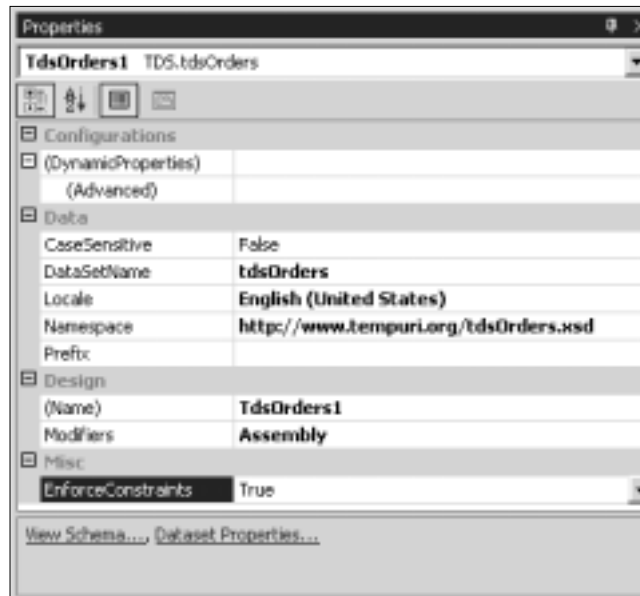 Properties
TdsOrders1 TDS.tdsOrders
Configurations
(DynamicProperties)
(Advanced)
Data
CaseSensitive False
DataSetName tdsOrders
Locale English (United States)
Namespace http://www.tempuri.org/tdsOrders.xsd
Prefix
Design
(Name) TdsOrders1
Modifiers Assembly
Misc
EnforceConstraints True
View Schema..., Dataset Properties...